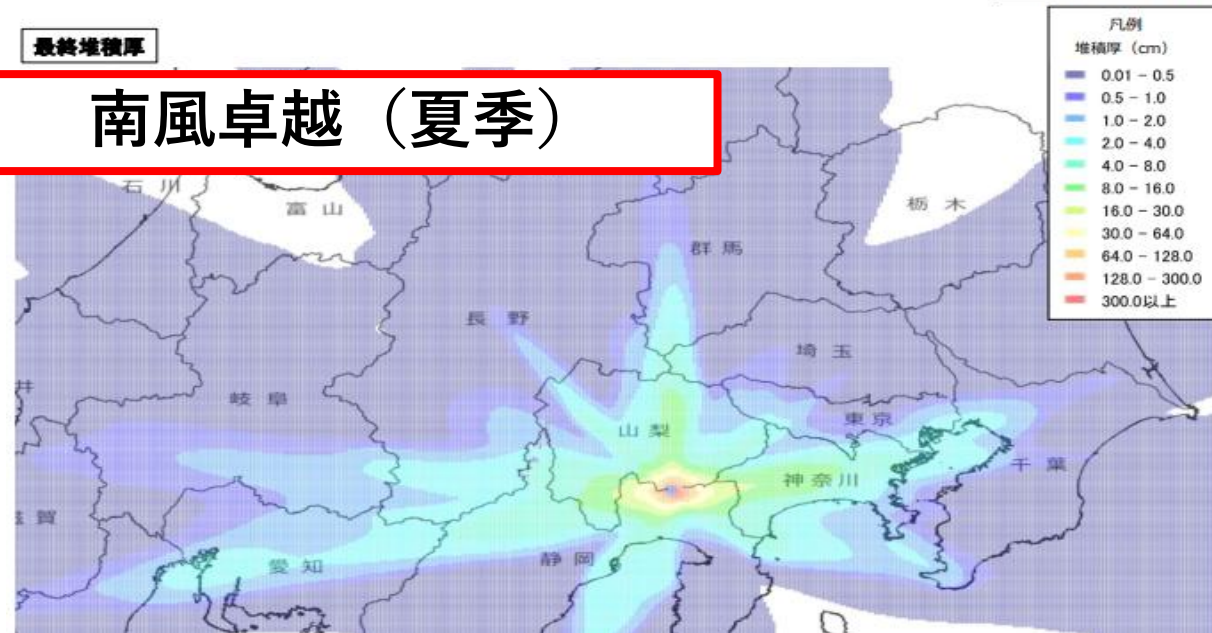 最終堆積厚
南風卓越（夏季）
凡例
堆積厚（cm）
0.01 - 0.5
0.5 - 1.0
1.0 - 2.0
2.0 - 4.0
4.0 - 8.0
8.0 - 16.0
16.0 - 30.0
30.0 - 64.0
64.0 - 128.0
128.0 - 300.0
300.0以上
石川
富山
栃木
群馬
長野
埼玉
井
岐阜
東京
山梨
千葉
神奈川
滋賀
静岡
愛知